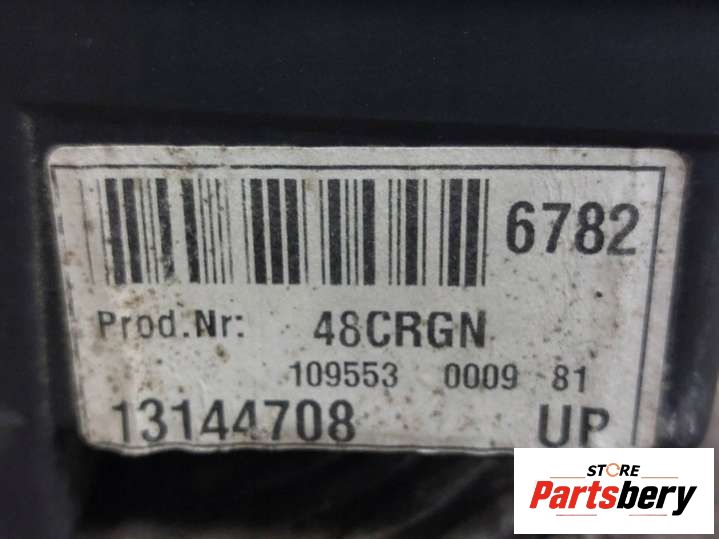 6782
Prod.Nr: 48CRGN
109553 0009 81
13144708 UP
STORE
Partsbery